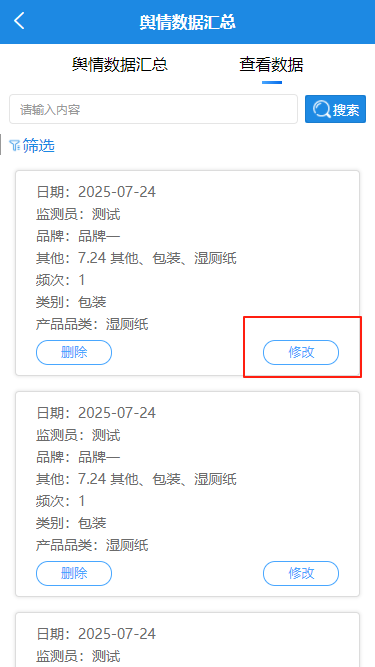 舆情数据汇总
舆情数据汇总 查看数据
请输入内容 搜索
筛选
日期：2025-07-24
监测员：测试
品牌：品牌一
其他：7.24 其他、包装、湿厕纸
频次：1
类别：包装
产品品类：湿厕纸
删除 修改
日期：2025-07-24
监测员：测试
品牌：品牌一
其他：7.24 其他、包装、湿厕纸
频次：1
类别：包装
产品品类：湿厕纸
删除 修改
日期：2025-07-24
监测员：测试